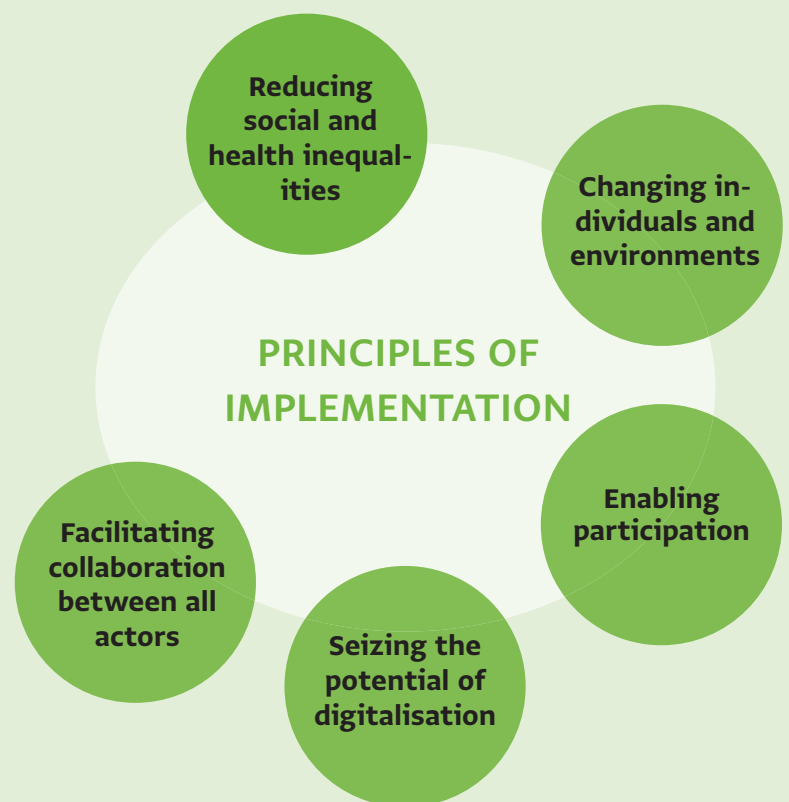 Reducing
social and
health inequal-
ities
Changing in-
dividuals and
environments
PRINCIPLES OF
IMPLEMENTATION
Enabling
participation
Facilitating
collaboration
between all
actors
Seizing the
potential of
digitalisation